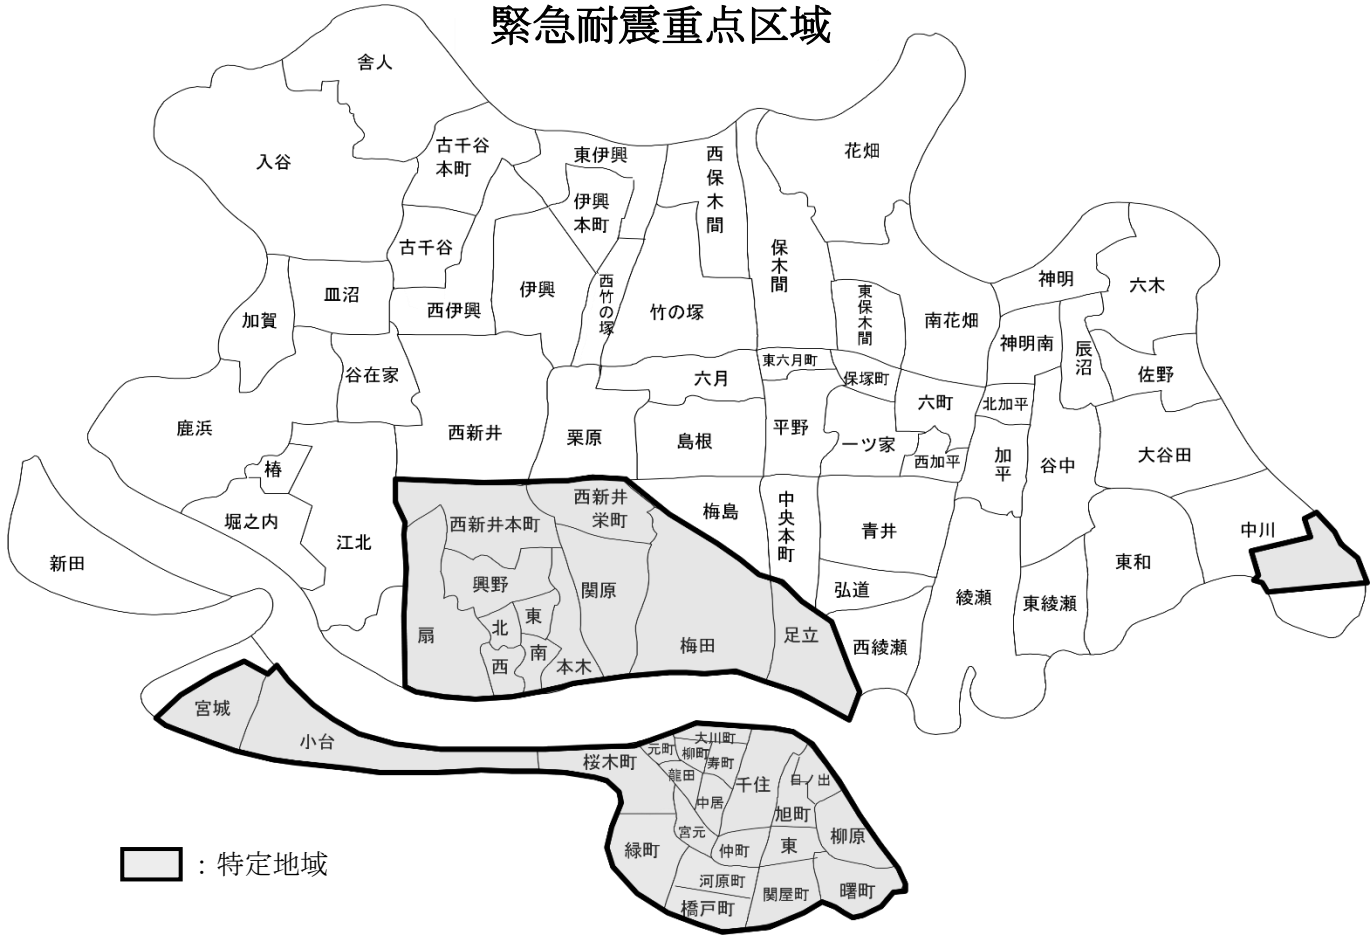 緊急耐震重点区域
舎人
入谷
古千谷
本町
東伊興
伊興
本町
西保木間
花畑
古千谷
保木間
加賀
皿沼
西伊興
伊興
西竹の塚
竹の塚
東保木間
南花畑
神明
六木
神明南
辰沼
佐野
谷在家
六月
東六月町
保塚町
六町
北加平
鹿浜
西新井
栗原
島根
平野
一ツ家
西加平
加平
谷中
大谷田
椿
堀之内
江北
新田
西新井本町
西新井
栄町
梅島
中央本町
青井
中川
東和
興野
関原
弘道
綾瀬
東綾瀬
扇
北
東
西
南
本木
梅田
足立
西綾瀬
宮城
小台
桜木町
元町
大川町
柳町
寿町
龍田
中居
千住
日ノ出
旭町
宮元
緑町
仲町
東
柳原
河原町
橋戸町
関屋町
曙町
：特定地域